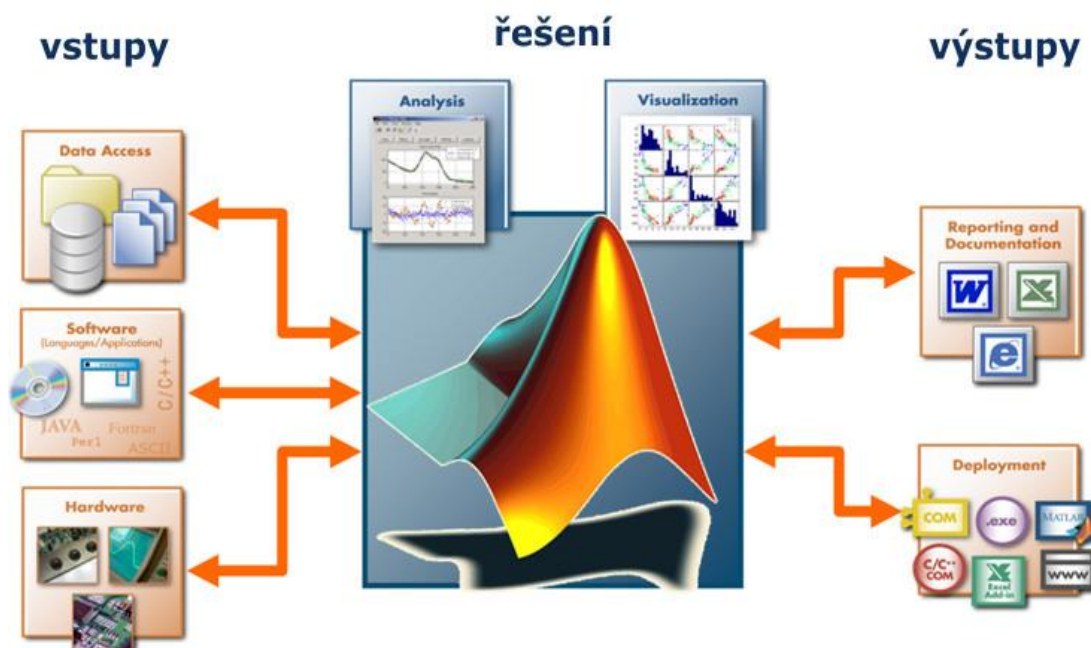 vstupy
řešení
výstupy
Analysis
Visualization
Data Access
Software
(Languages/Applications)
C/C++
JAVA
Perl
Fortran
ASCII
Hardware
Reporting and
Documentation
W
X
e
Deployment
COM
.exe
MATLAB
C/C++
COM
X
Excel
Add-in
www